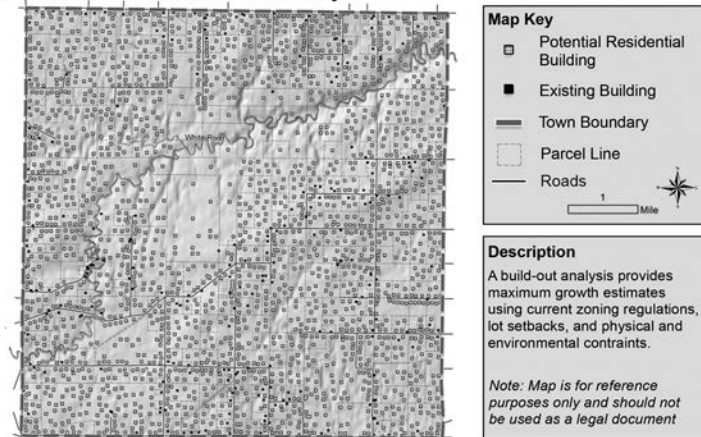 White River
Map Key
Potential Residential
Building
Existing Building
Town Boundary
Parcel Line
Roads
1
Mile
Description
A build-out analysis provides
maximum growth estimates
using current zoning regulations,
lot setbacks, and physical and
environmental contraints.
Note: Map is for reference
purposes only and should not
be used as a legal document